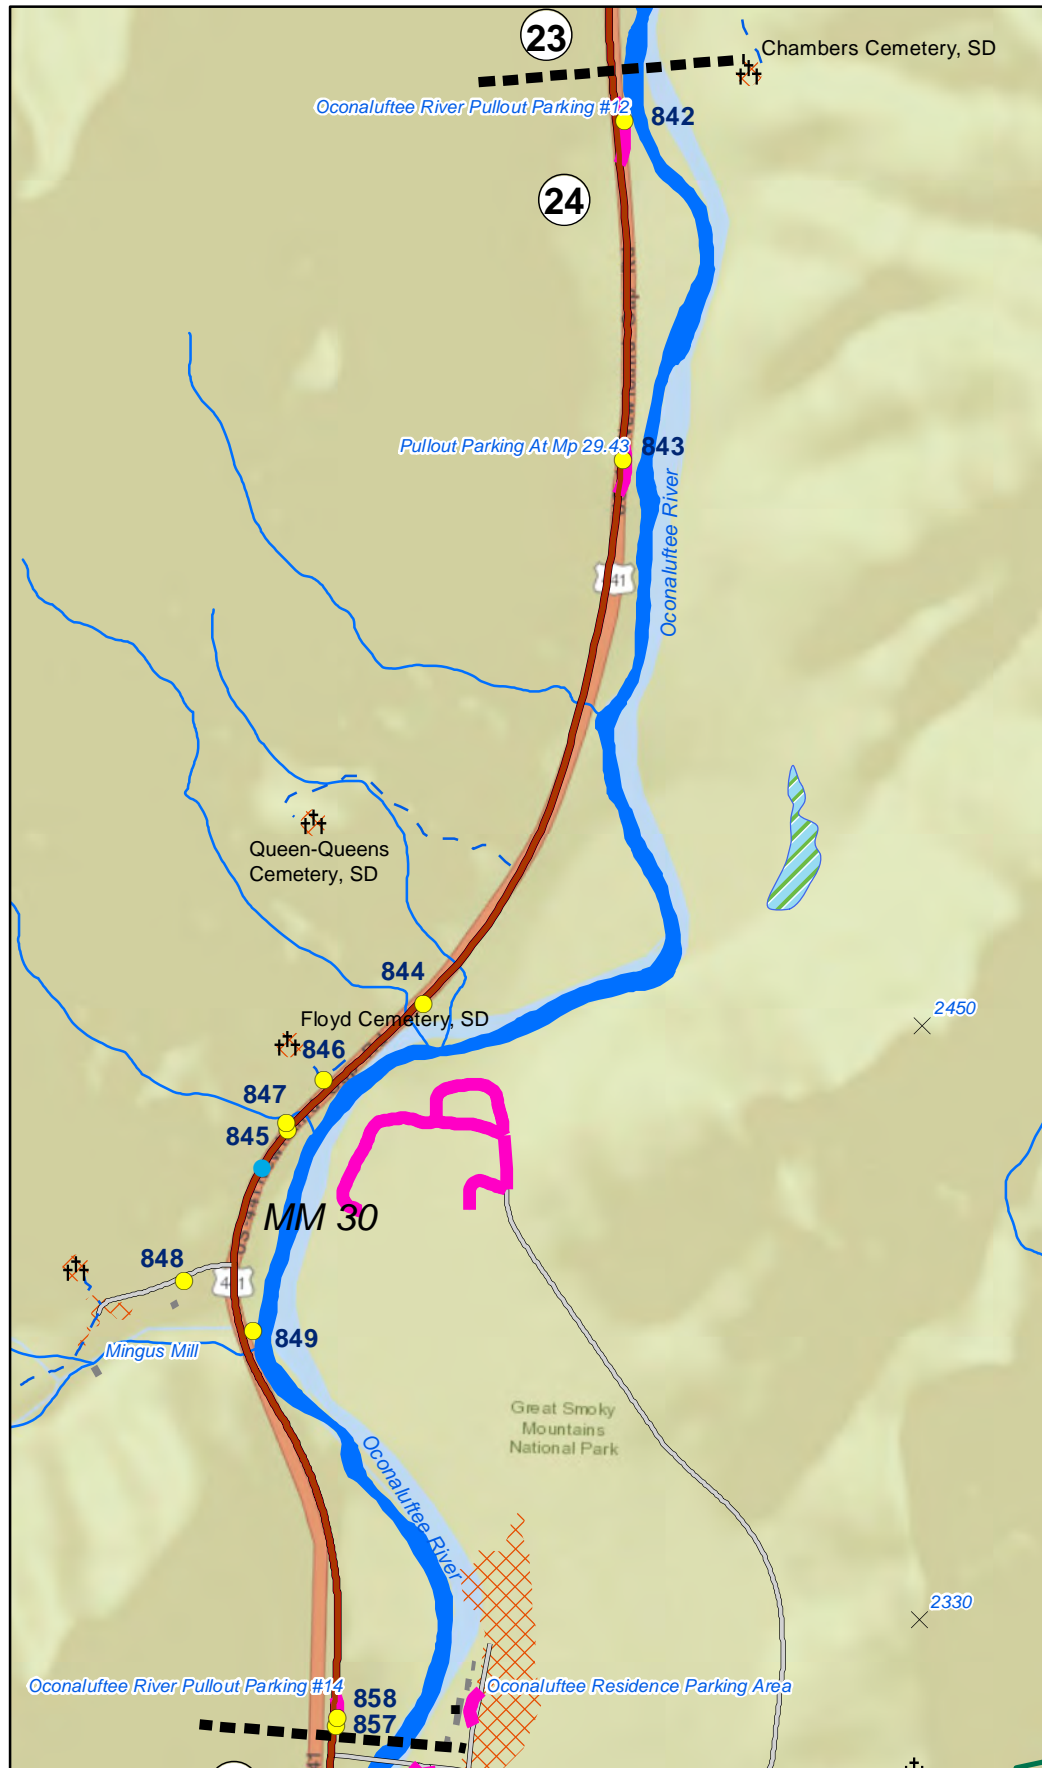 23
Chambers Cemetery, SD
Oconaluftee River Pullout Parking #12
842
24
Pullout Parking At Mp 29.43
843
Oconaluftee River
41
Queen-Queens
Cemetery, SD
844
2450
Floyd Cemetery, SD
846
847
845
MM 30
848
849
Mingus Mill
Great Smoky
Mountains
National Park
Oconaluftee River
2330
Oconaluftee River Pullout Parking #14
Oconaluftee Residence Parking Area
858
857
41